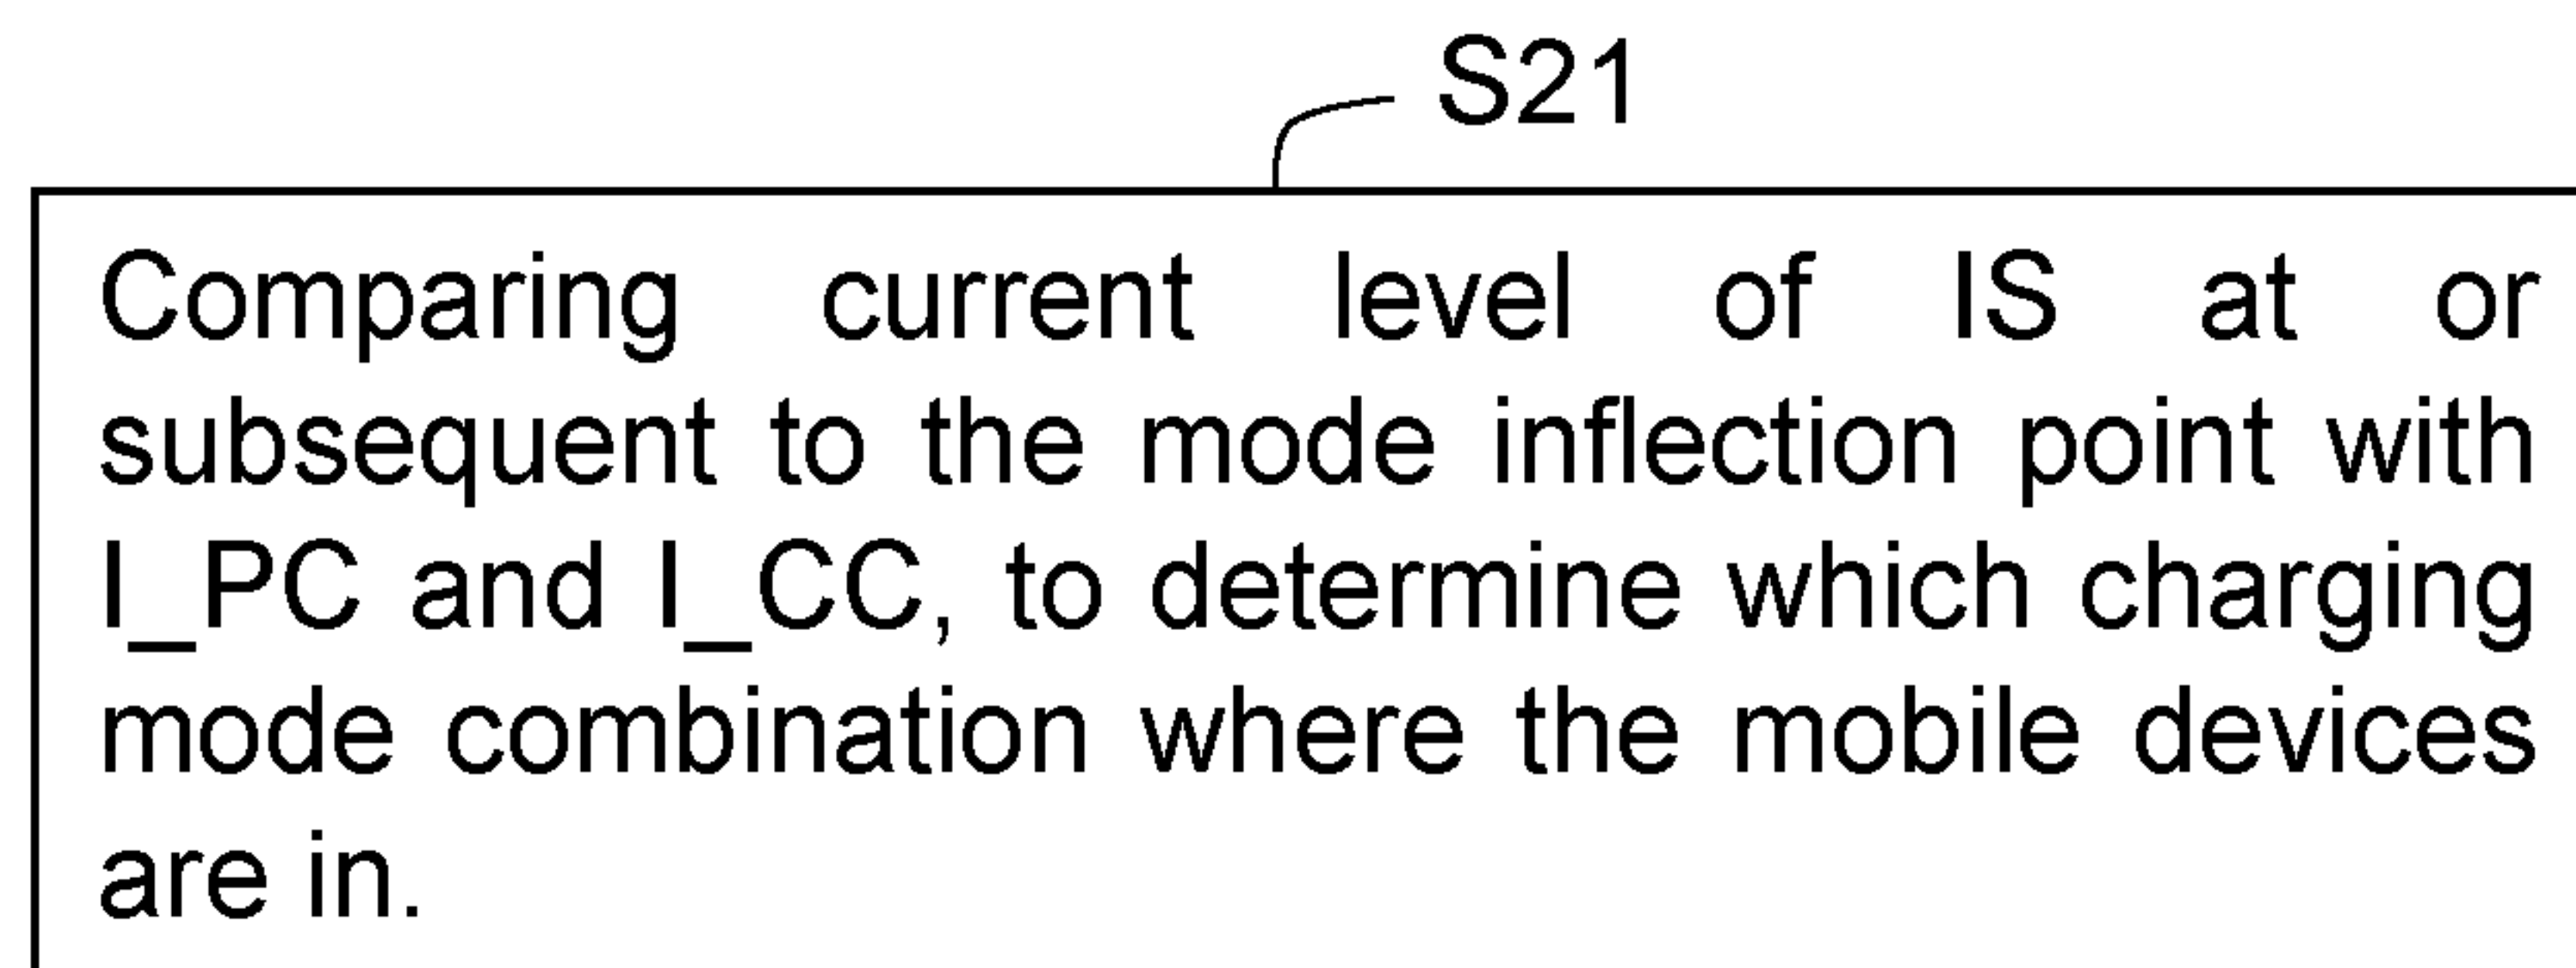 S21
Comparing current level of IS at or
subsequent to the mode inflection point with
I_PC and I_CC, to determine which charging
mode combination where the mobile devices
are in.